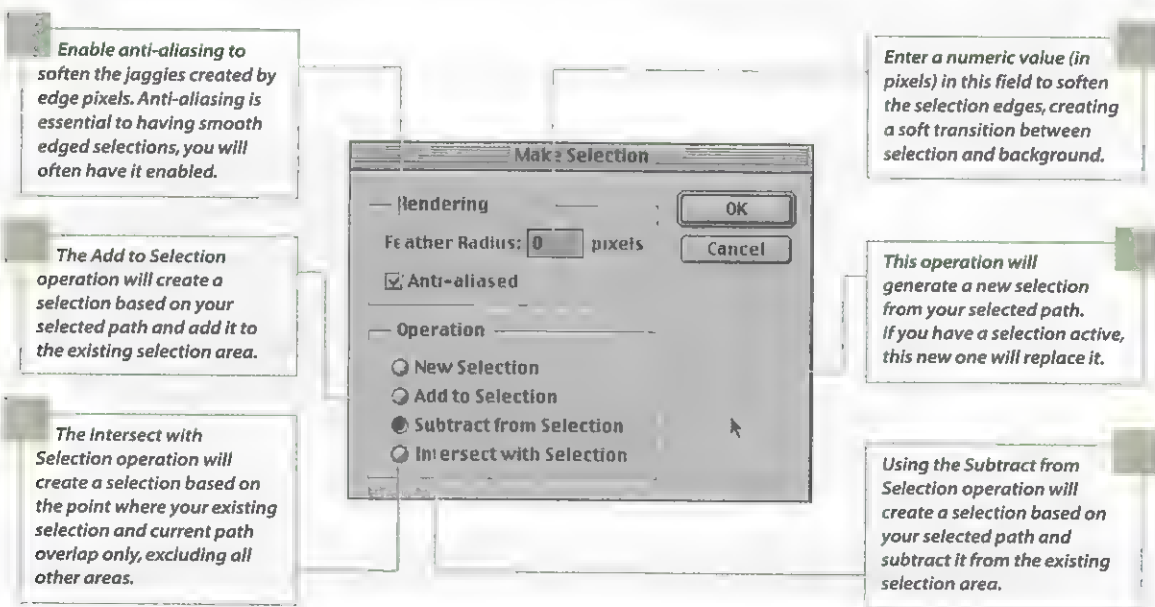 Enable anti-aliasing to
soften the jaggies created by
edge pixels. Anti-aliasing is
essential to having smooth
edged selections, you will
often have it enabled.
The Add to Selection
operation will create a
selection based on your
selected path and add it to
the existing selection area.
The Intersect with
Selection operation will
create a selection based on
the point where your existing
selection and current path
overlap only, excluding all
other areas.
Make Selection
Rendering
Feather Radius: 0 pixels
Anti-aliased
Operation
New Selection
Add to Selection
Subtract from Selection
Intersect with Selection
OK
Cancel
Enter a numeric value (in
pixels) in this field to soften
the selection edges, creating
a soft transition between
selection and background.
This operation will
generate a new selection
from your selected path.
If you have a selection active,
this new one will replace it.
Using the Subtract from
Selection operation will
create a selection based on
your selected path and
subtract it from the existing
selection area.